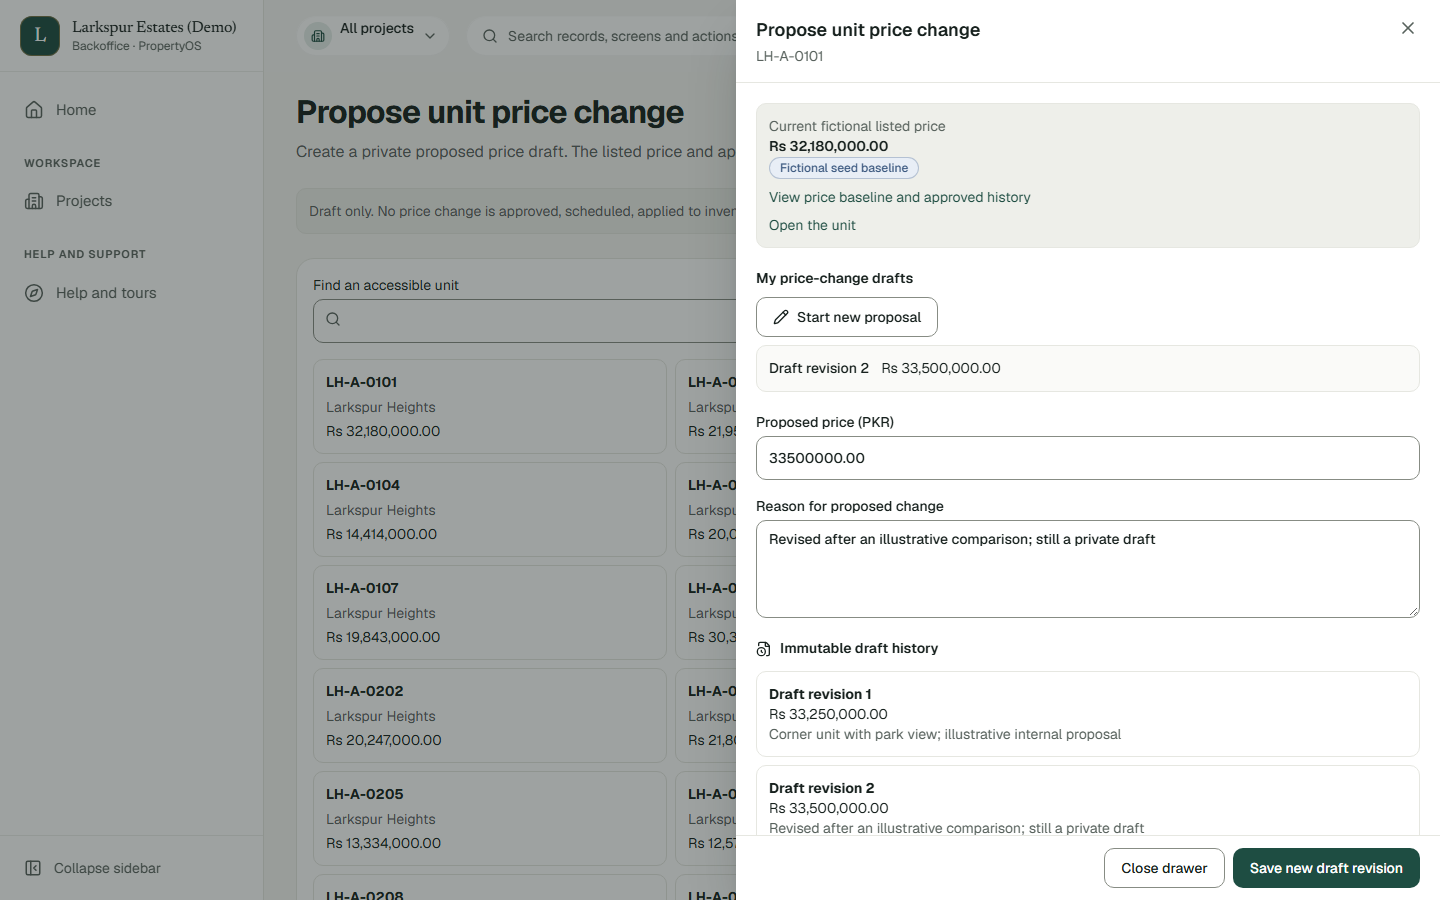 L
Larkspur Estates (Demo)
Backoffice · PropertyOS
Home
WORKSPACE
Projects
HELP AND SUPPORT
Help and tours
Collapse sidebar
All projects
Search records, screens and actions
Propose unit price change
Create a private proposed price draft. The listed price and
Draft only. No price change is approved, scheduled, applied to
Find an accessible unit
LH-A-0101
Larkspur Heights
Rs 32,180,000.00
LH-A-0104
Larkspur Heights
Rs 14,414,000.00
LH-A-0107
Larkspur Heights
Rs 19,843,000.00
LH-A-0202
Larkspur Heights
Rs 20,247,000.00
LH-A-0205
Larkspur Heights
Rs 13,334,000.00
LH-A-0208
Propose unit price change
LH-A-0101
Current fictional listed price
Rs 32,180,000.00
Fictional seed baseline
View price baseline and approved history
Open the unit
My price-change drafts
Start new proposal
Draft revision 2 Rs 33,500,000.00
Proposed price (PKR)
33500000.00
Reason for proposed change
Revised after an illustrative comparison; still a private draft
Immutable draft history
Draft revision 1
Rs 33,250,000.00
Corner unit with park view; illustrative internal proposal
Draft revision 2
Rs 33,500,000.00
Revised after an illustrative comparison; still a private draft
Close drawer
Save new draft revision